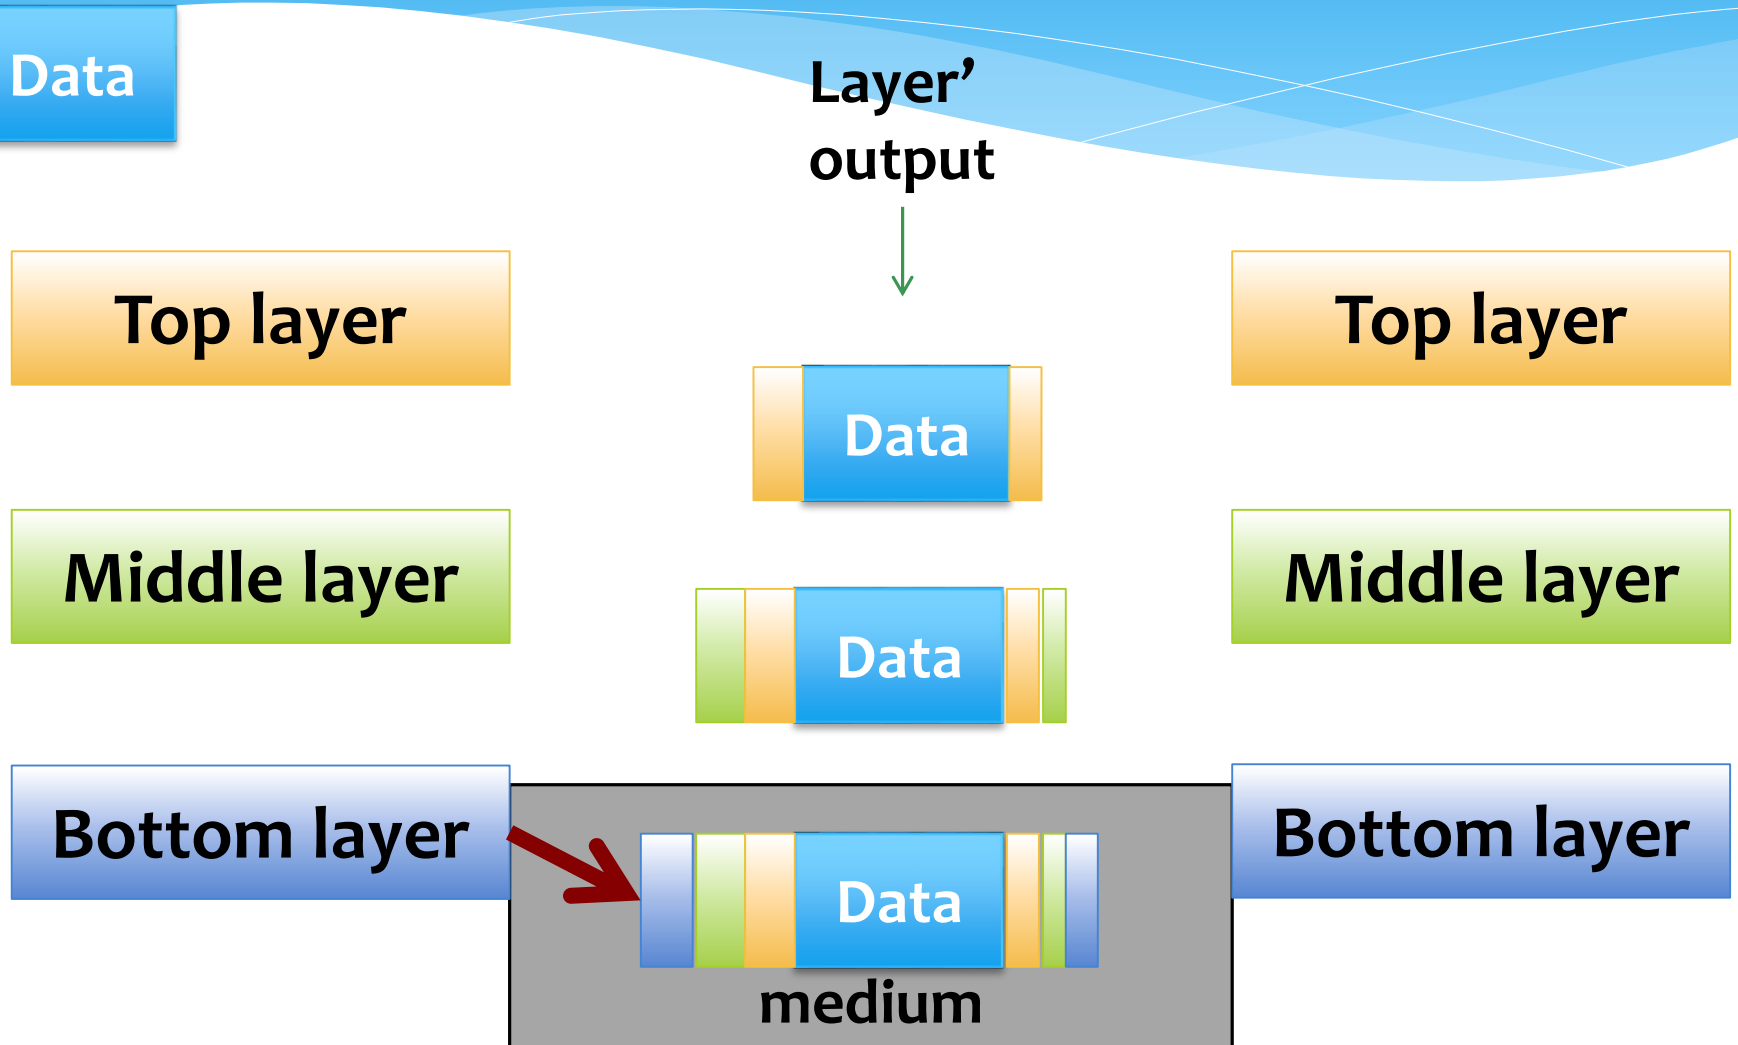 Data
Layer’
output
Top layer
Top layer
Data
Middle layer
Middle layer
Data
Bottom layer
Bottom layer
Data
medium